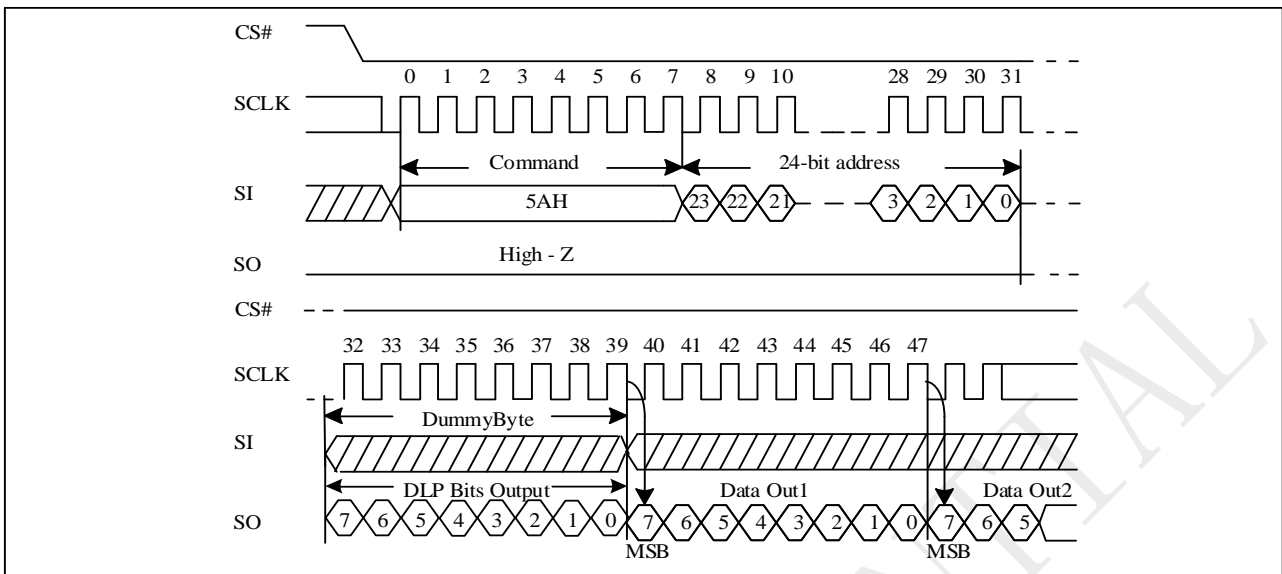 CS#
0 1 2 3 4 5 6 7 8 9 10 28 29 30 31
SCLK
Command 24-bit address
SI
5AH 23 22 21 3 2 1 0
High - Z
SO
CS#
32 33 34 35 36 37 38 39 40 41 42 43 44 45 46 47
SCLK
DummyByte
SI
DLP Bits Output Data Out1 Data Out2
SO 7 6 5 4 3 2 1 0 7 6 5 4 3 2 1 0 7 6 5
MSB MSB